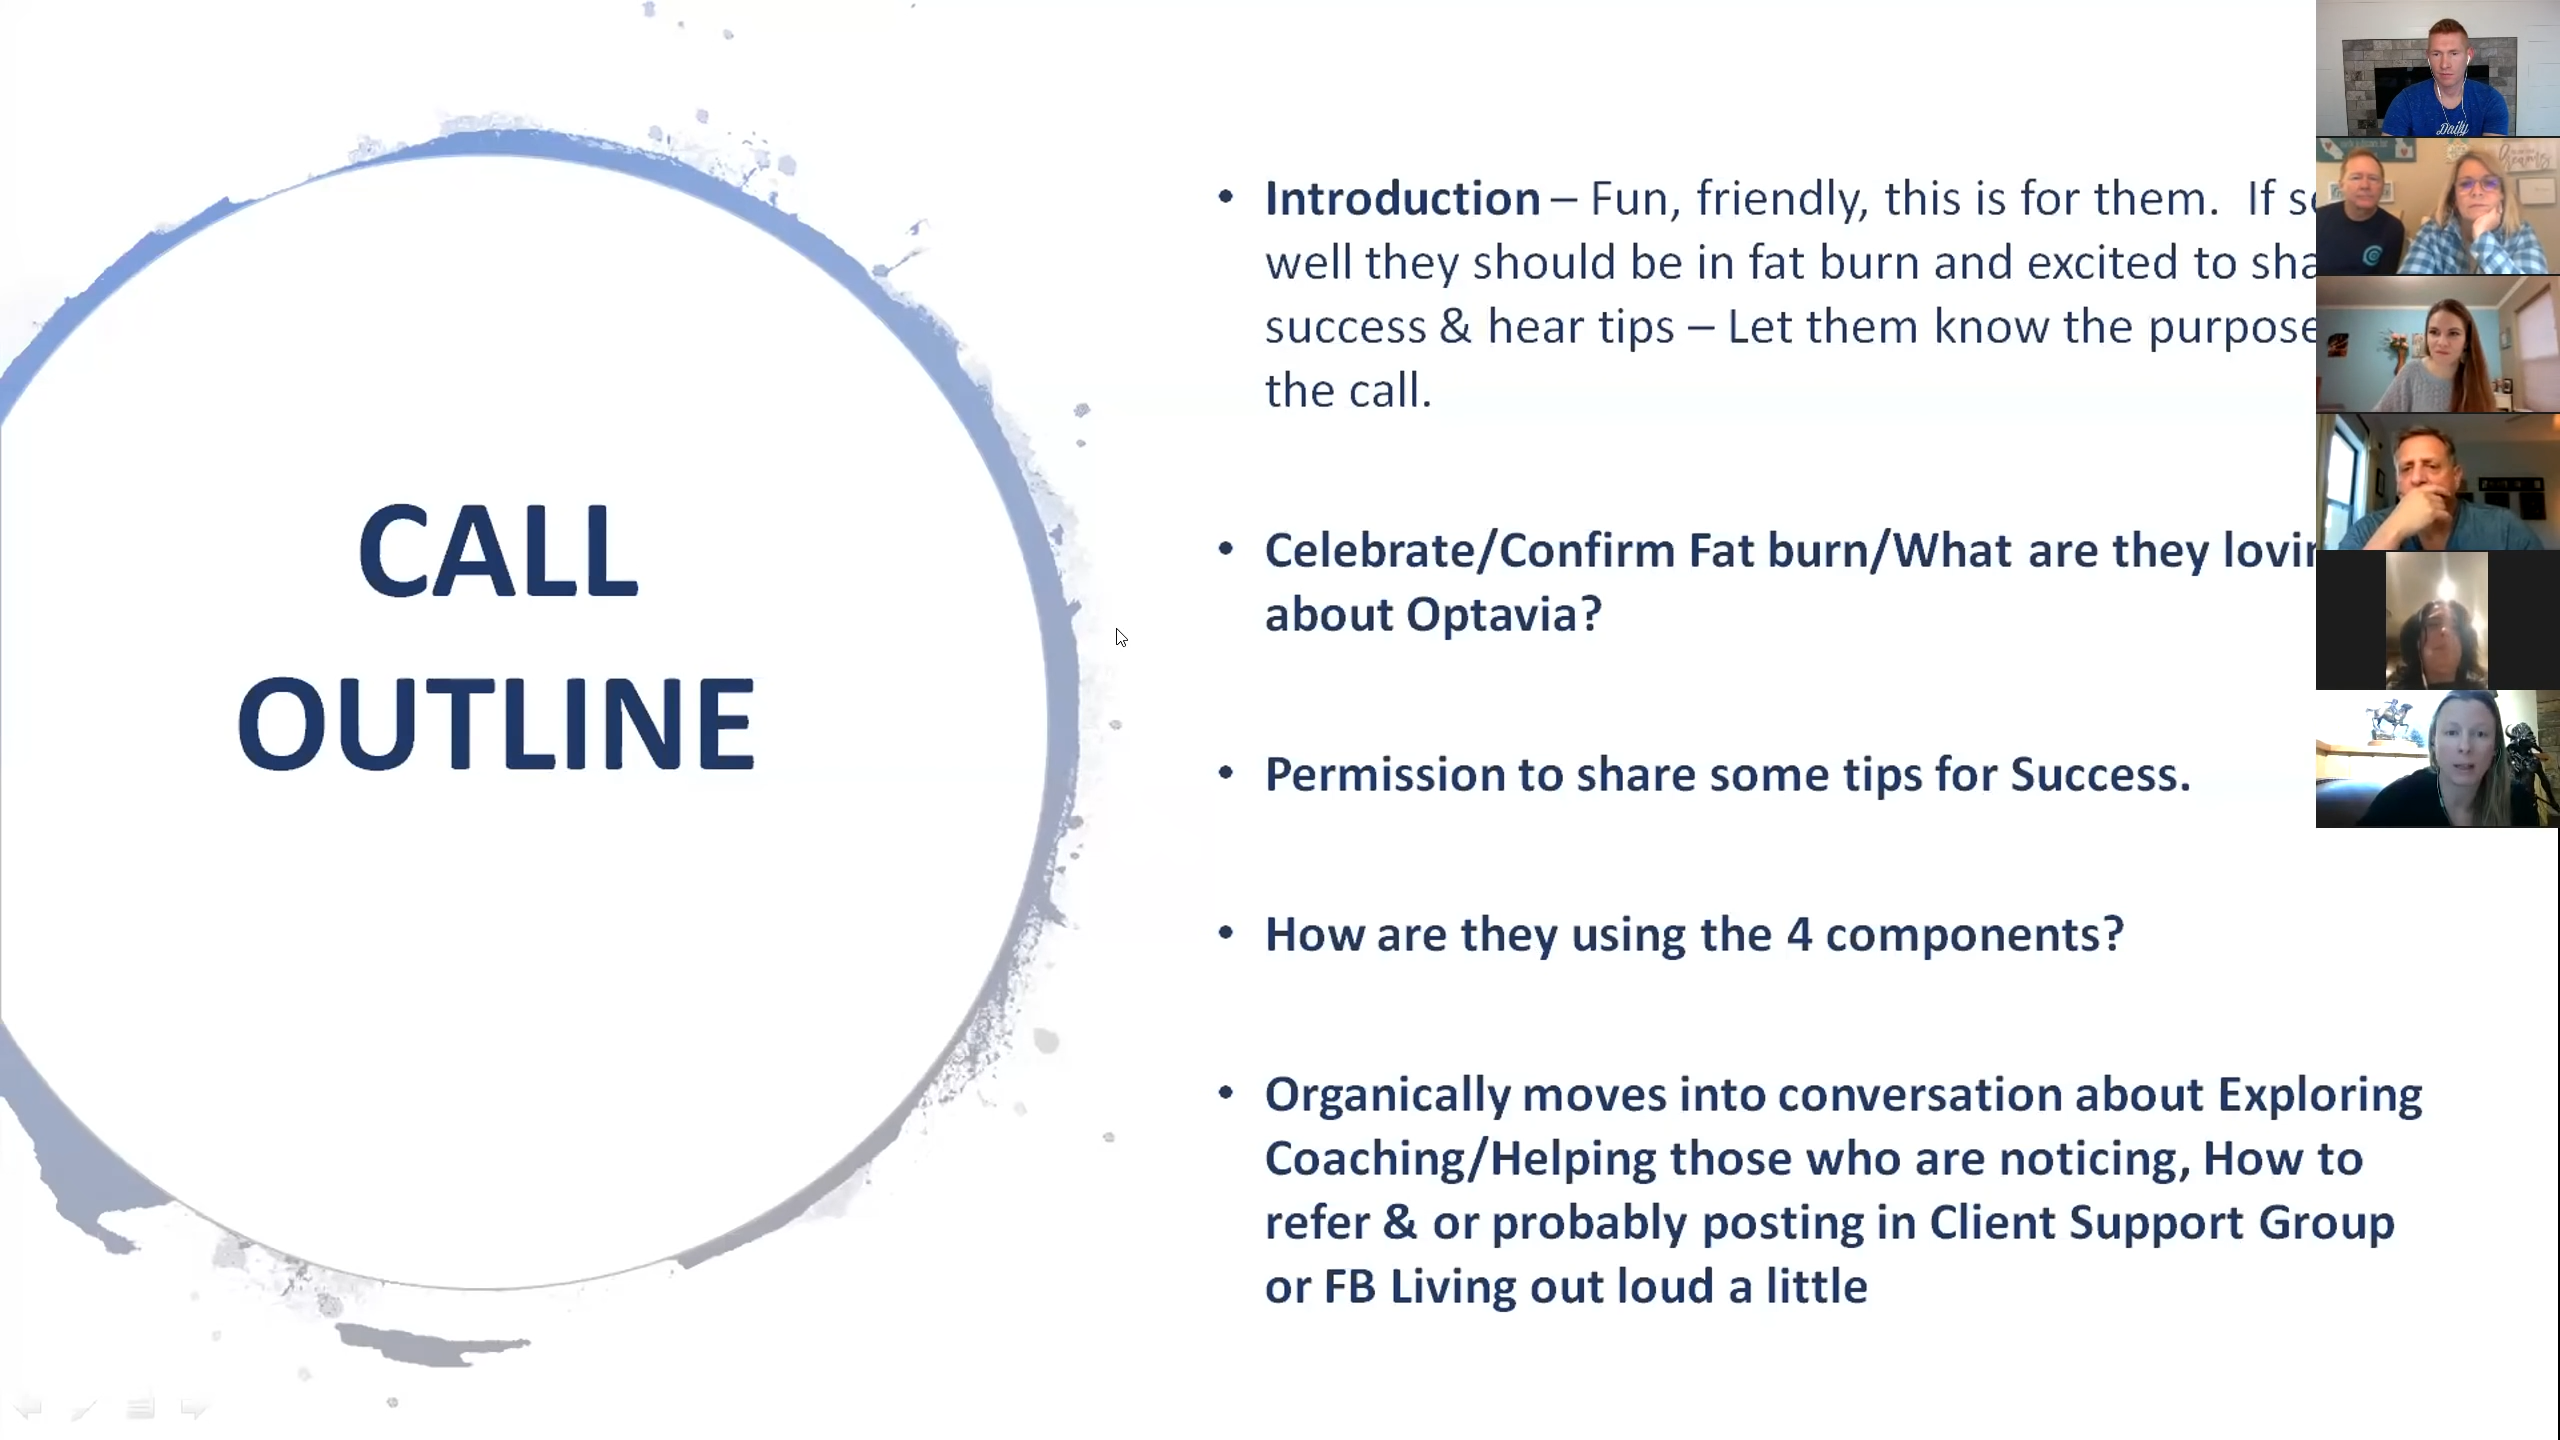 CALL
OUTLINE
• Introduction – Fun, friendly, this is for them. If
well they should be in fat burn and excited to
success & hear tips – Let them know the purpose
the call.
• Celebrate/Confirm Fat burn/What are they
about Optavia?
• Permission to share some tips for Success.
• How are they using the 4 components?
• Organically moves into conversation about Exploring
Coaching/Helping those who are noticing, How to
refer & or probably posting in Client Support Group
or FB Living out loud a little
Daily